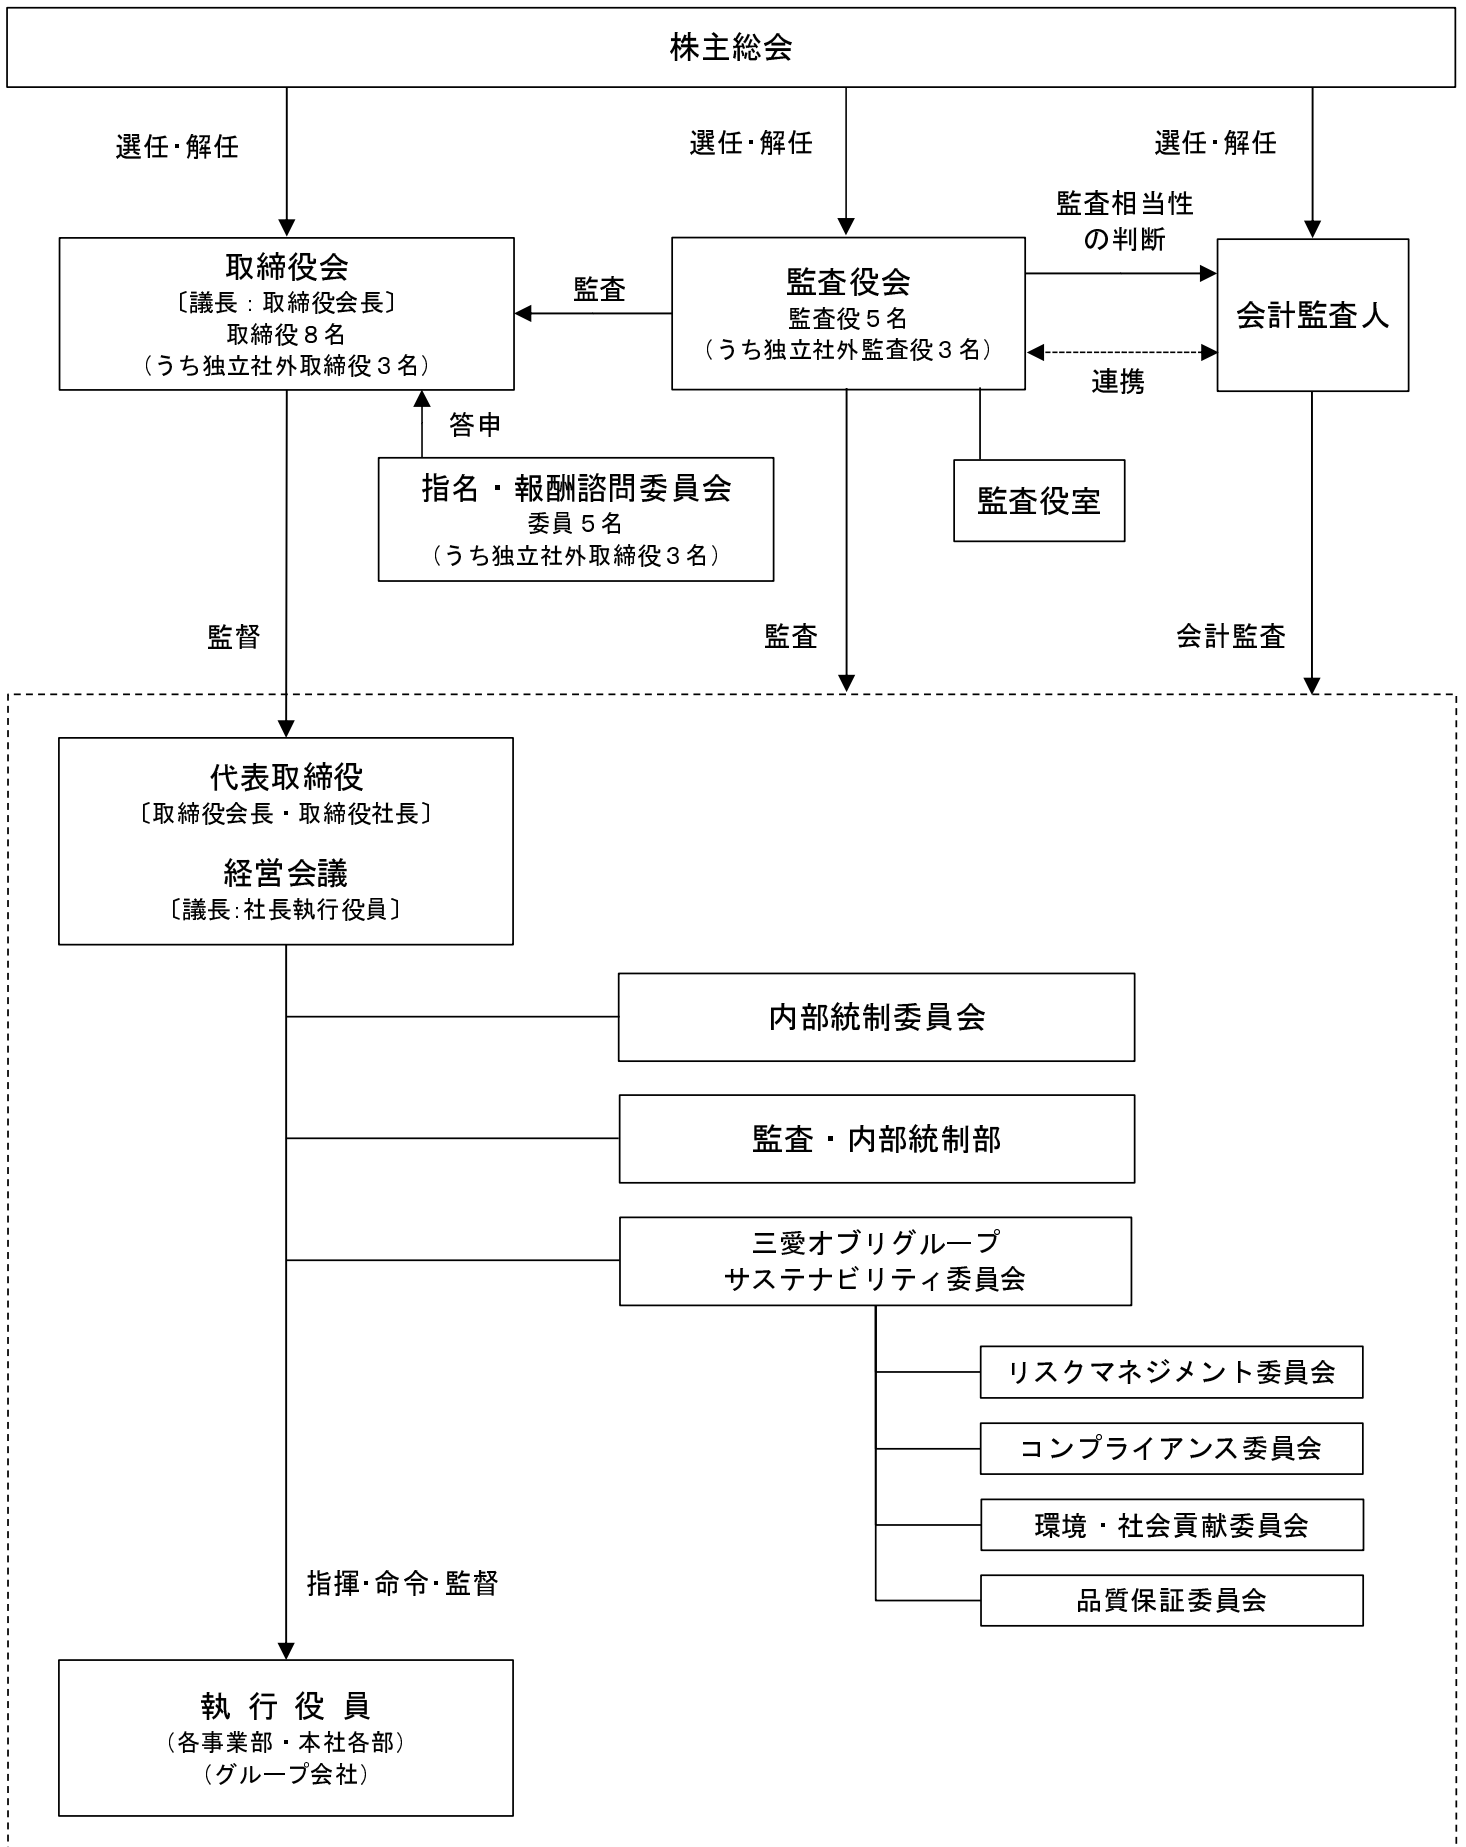 株主総会
選任・解任
選任・解任
選任・解任
監査相当性
の判断
取締役会
〔議長：取締役会長〕
取締役８名
（うち独立社外取締役３名）
監査
監査役会
監査役５名
（うち独立社外監査役３名）
会計監査人
連携
答申
指名・報酬諮問委員会
委員５名
（うち独立社外取締役３名）
監査役室
監督
監査
会計監査
代表取締役
〔取締役会長・取締役社長〕
経営会議
〔議長：社長執行役員〕
内部統制委員会
監査・内部統制部
三愛オブリグループ
サステナビリティ委員会
リスクマネジメント委員会
コンプライアンス委員会
環境・社会貢献委員会
品質保証委員会
指揮・命令・監督
執行役員
（各事業部・本社各部）
（グループ会社）